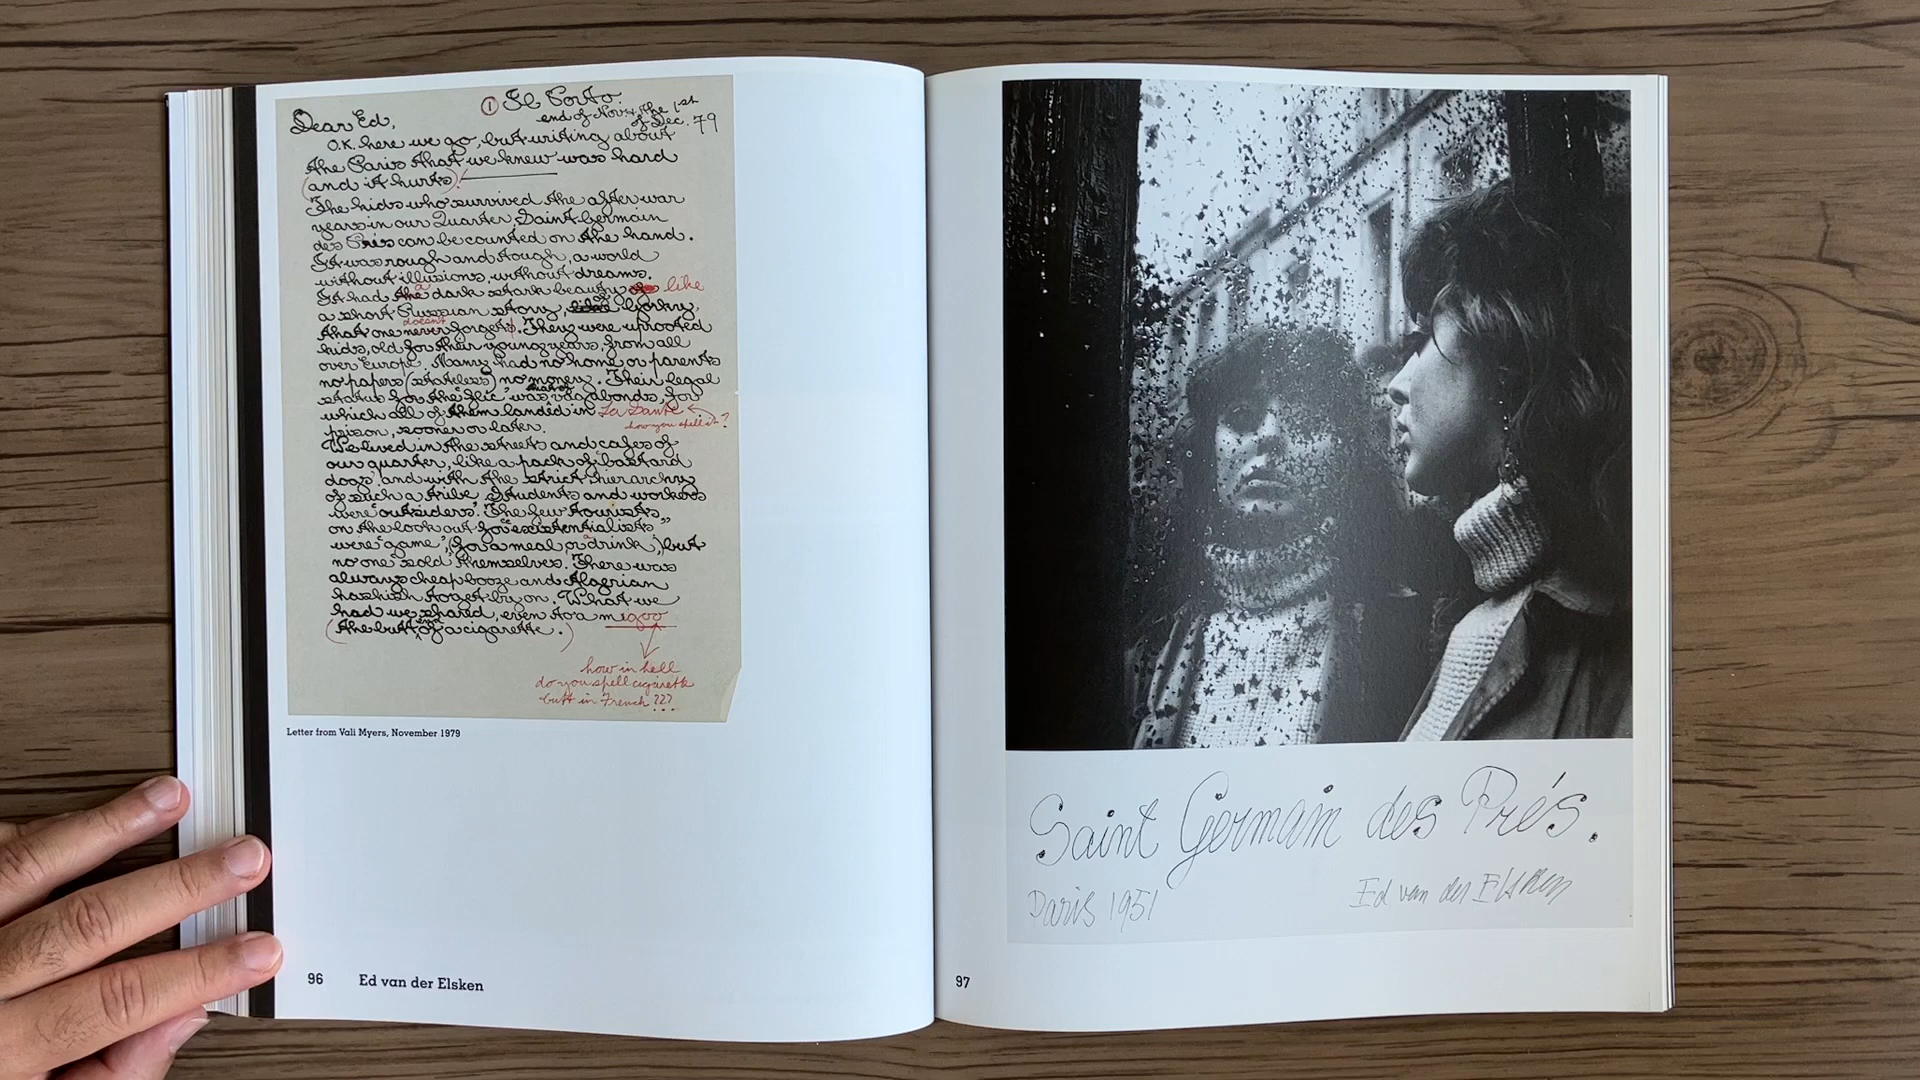 ① Il Porto.
end of Nov. & the 1st
of Dec. 79
Dear Ed,
O.K. here we go, but writing about
the Paris that we knew was hard
(and it hurts).
The kids who survived the after war
years in our Quarter, Saint Germain
des Prés can be counted on the hand.
It was rough and tough, a world
without illusions, without dreams.
It had a dark stark beauty like
a short Russian story, Gorky,
that one doesn't forget. They were uprooted
kids, old for their young years, from all
over Europe. Many had no home or parents
no papers (stateless) no money. Their legal
status for the "flic" was vagabonds, for
which all of them landed in La Santé
how you spell it?
prison, sooner or later.
We lived in the streets and cafes of
our quarter, like a pack of bastard
dogs, and with the strict hierarchy
of such a tribe. Students and workers
were "outsiders". The few tourists
on the lookout for "existentialists"
were "game", (for a meal or a drink), but
no one sold themselves. There was
always cheap booze and Algerian
hashish to get by on. What we
had we shared, even to a megoo
(the butt end of a cigarette.)
how in hell
do you spell cigarette
butt in French ???
Letter from Vali Myers, November 1979
96 Ed van der Elsken
Saint Germain des Prés.
Paris 1951 Ed van der Elsken
97